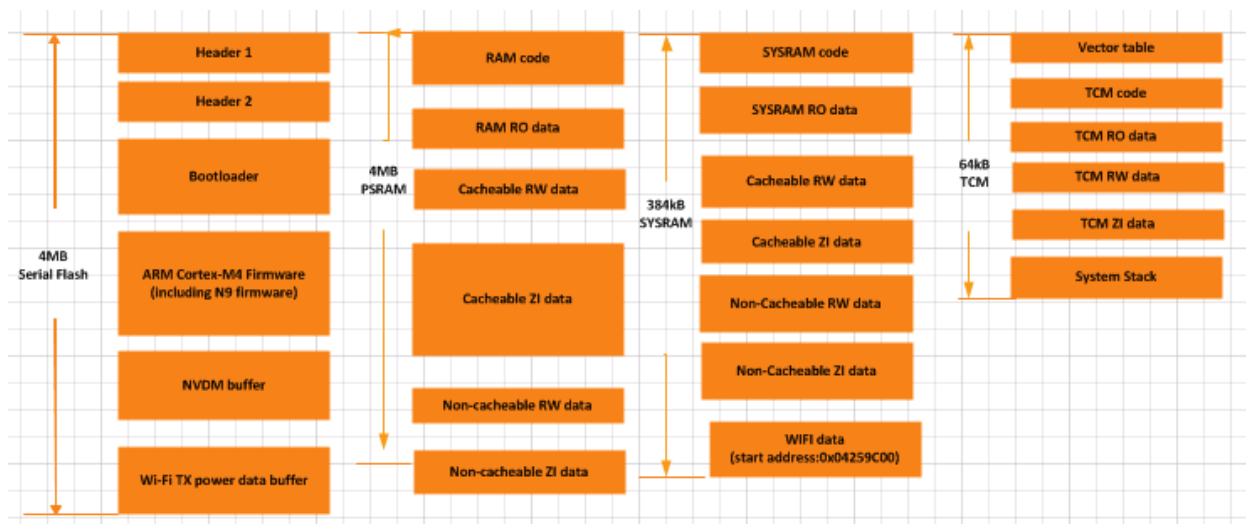 4MB
Serial Flash
Header 1
Header 2
Bootloader
ARM Cortex-M4 Firmware
(including N9 firmware)
NVDM buffer
Wi-Fi TX power data buffer
4MB
PSRAM
RAM code
RAM RO data
Cacheable RW data
Cacheable ZI data
Non-cacheable RW data
Non-cacheable ZI data
384kB
SYSRAM
SYSRAM code
SYSRAM RO data
Cacheable RW data
Cacheable ZI data
Non-Cacheable RW data
Non-Cacheable ZI data
WIFI data
(start address:0x04259C00)
64kB
TCM
Vector table
TCM code
TCM RO data
TCM RW data
TCM ZI data
System Stack